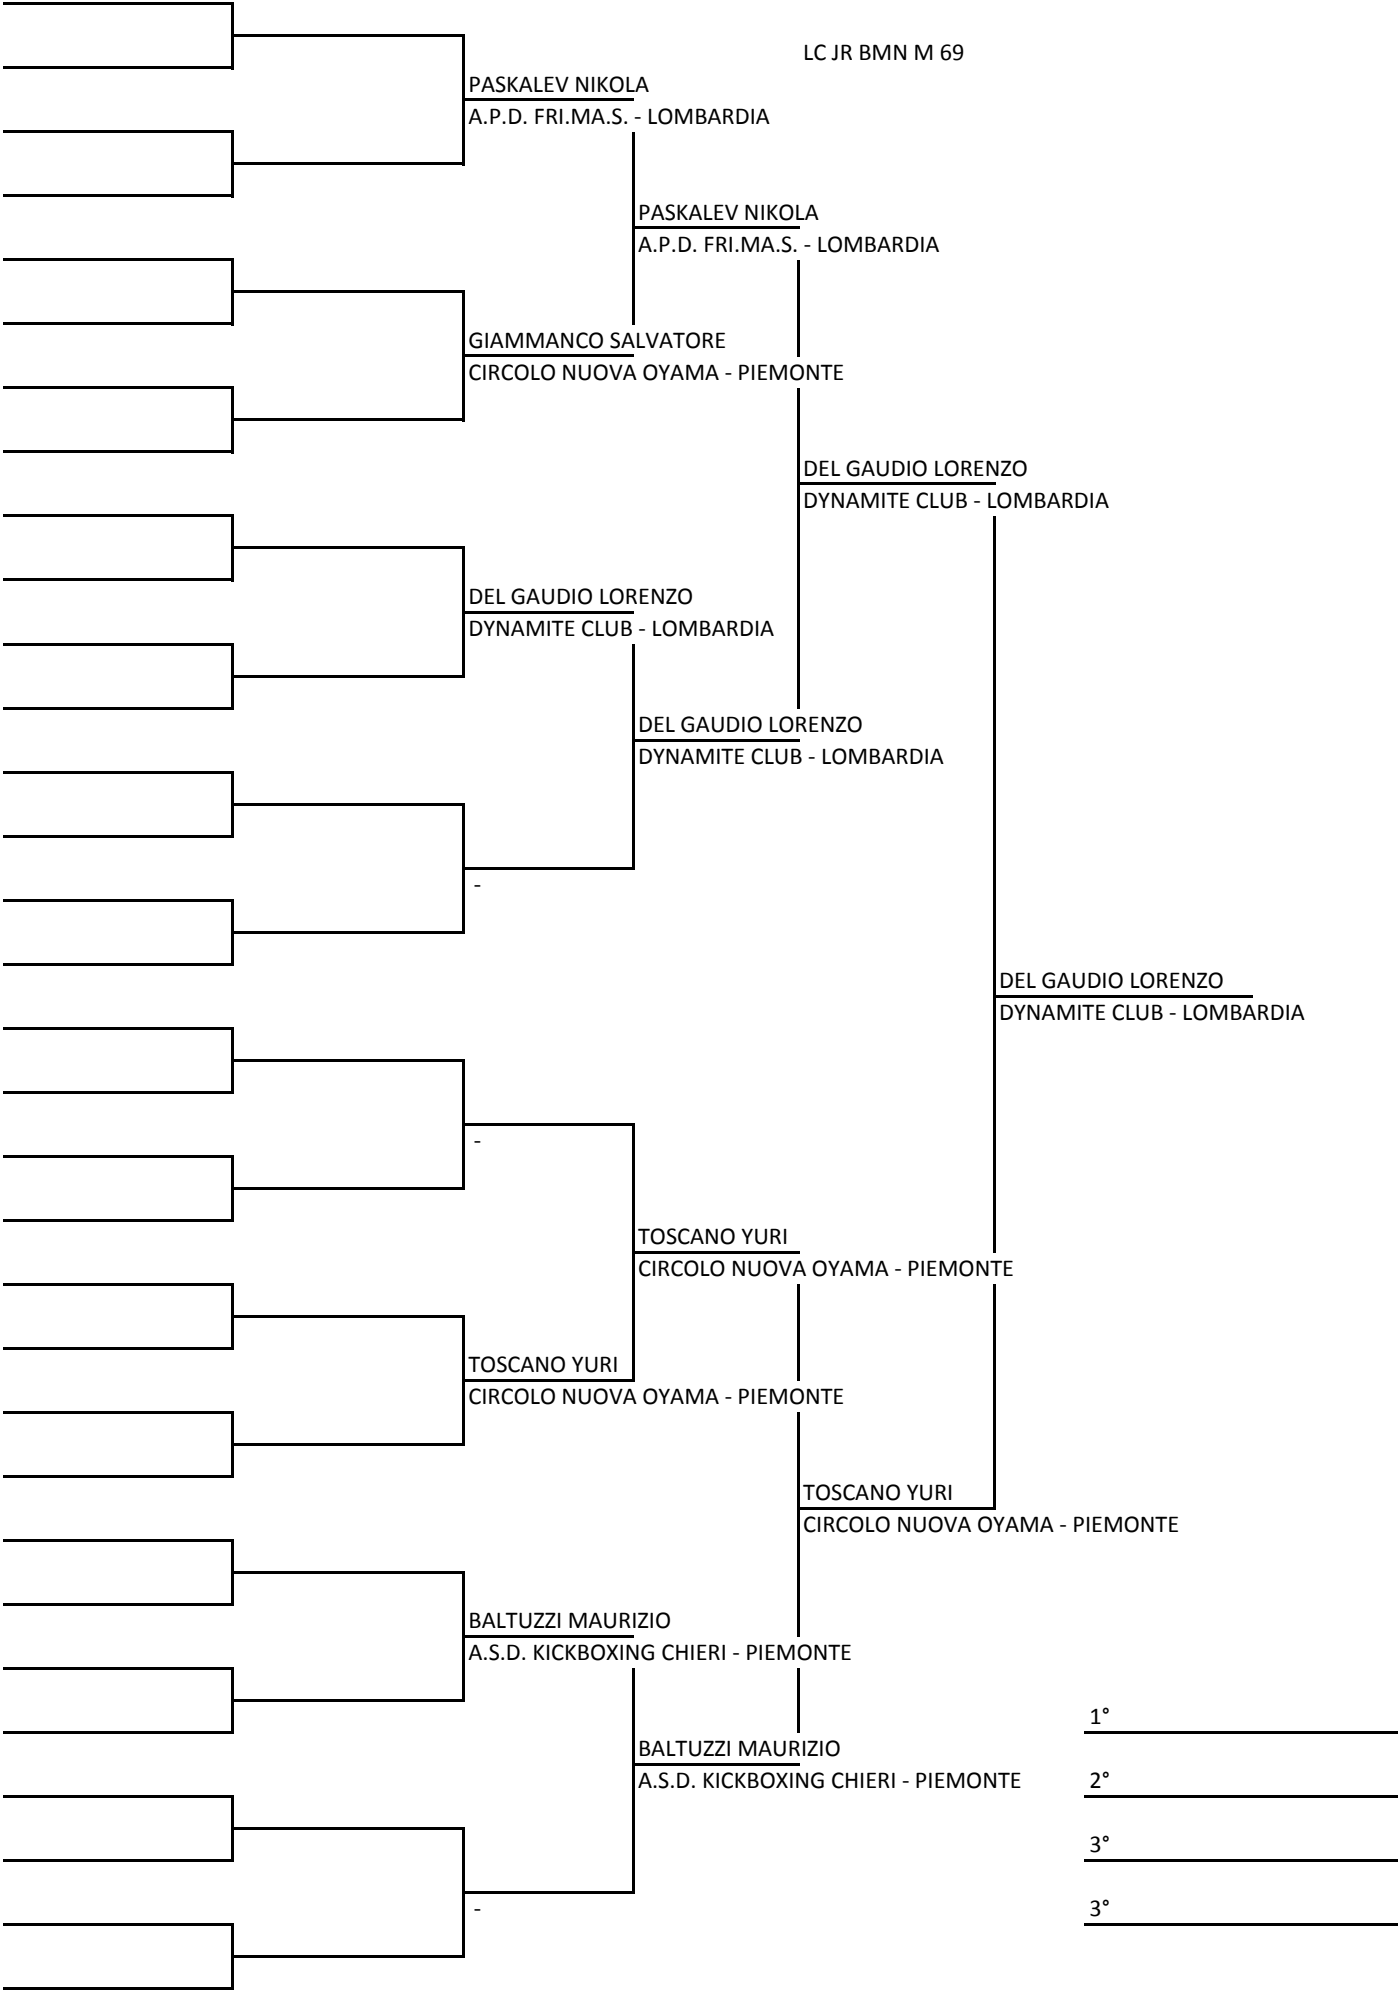 LC JR BMN M 69
PASKALEV NIKOLA
A.P.D. FRI.MA.S. - LOMBARDIA
PASKALEV NIKOLA
A.P.D. FRI.MA.S. - LOMBARDIA
GIAMMANCO SALVATORE
CIRCOLO NUOVA OYAMA - PIEMONTE
DEL GAUDIO LORENZO
DYNAMITE CLUB - LOMBARDIA
DEL GAUDIO LORENZO
DYNAMITE CLUB - LOMBARDIA
DEL GAUDIO LORENZO
DYNAMITE CLUB - LOMBARDIA
-
DEL GAUDIO LORENZO
DYNAMITE CLUB - LOMBARDIA
-
TOSCANO YURI
CIRCOLO NUOVA OYAMA - PIEMONTE
TOSCANO YURI
CIRCOLO NUOVA OYAMA - PIEMONTE
TOSCANO YURI
CIRCOLO NUOVA OYAMA - PIEMONTE
BALTUZZI MAURIZIO
A.S.D. KICKBOXING CHIERI - PIEMONTE
1°
BALTUZZI MAURIZIO
A.S.D. KICKBOXING CHIERI - PIEMONTE
2°
3°
-
3°